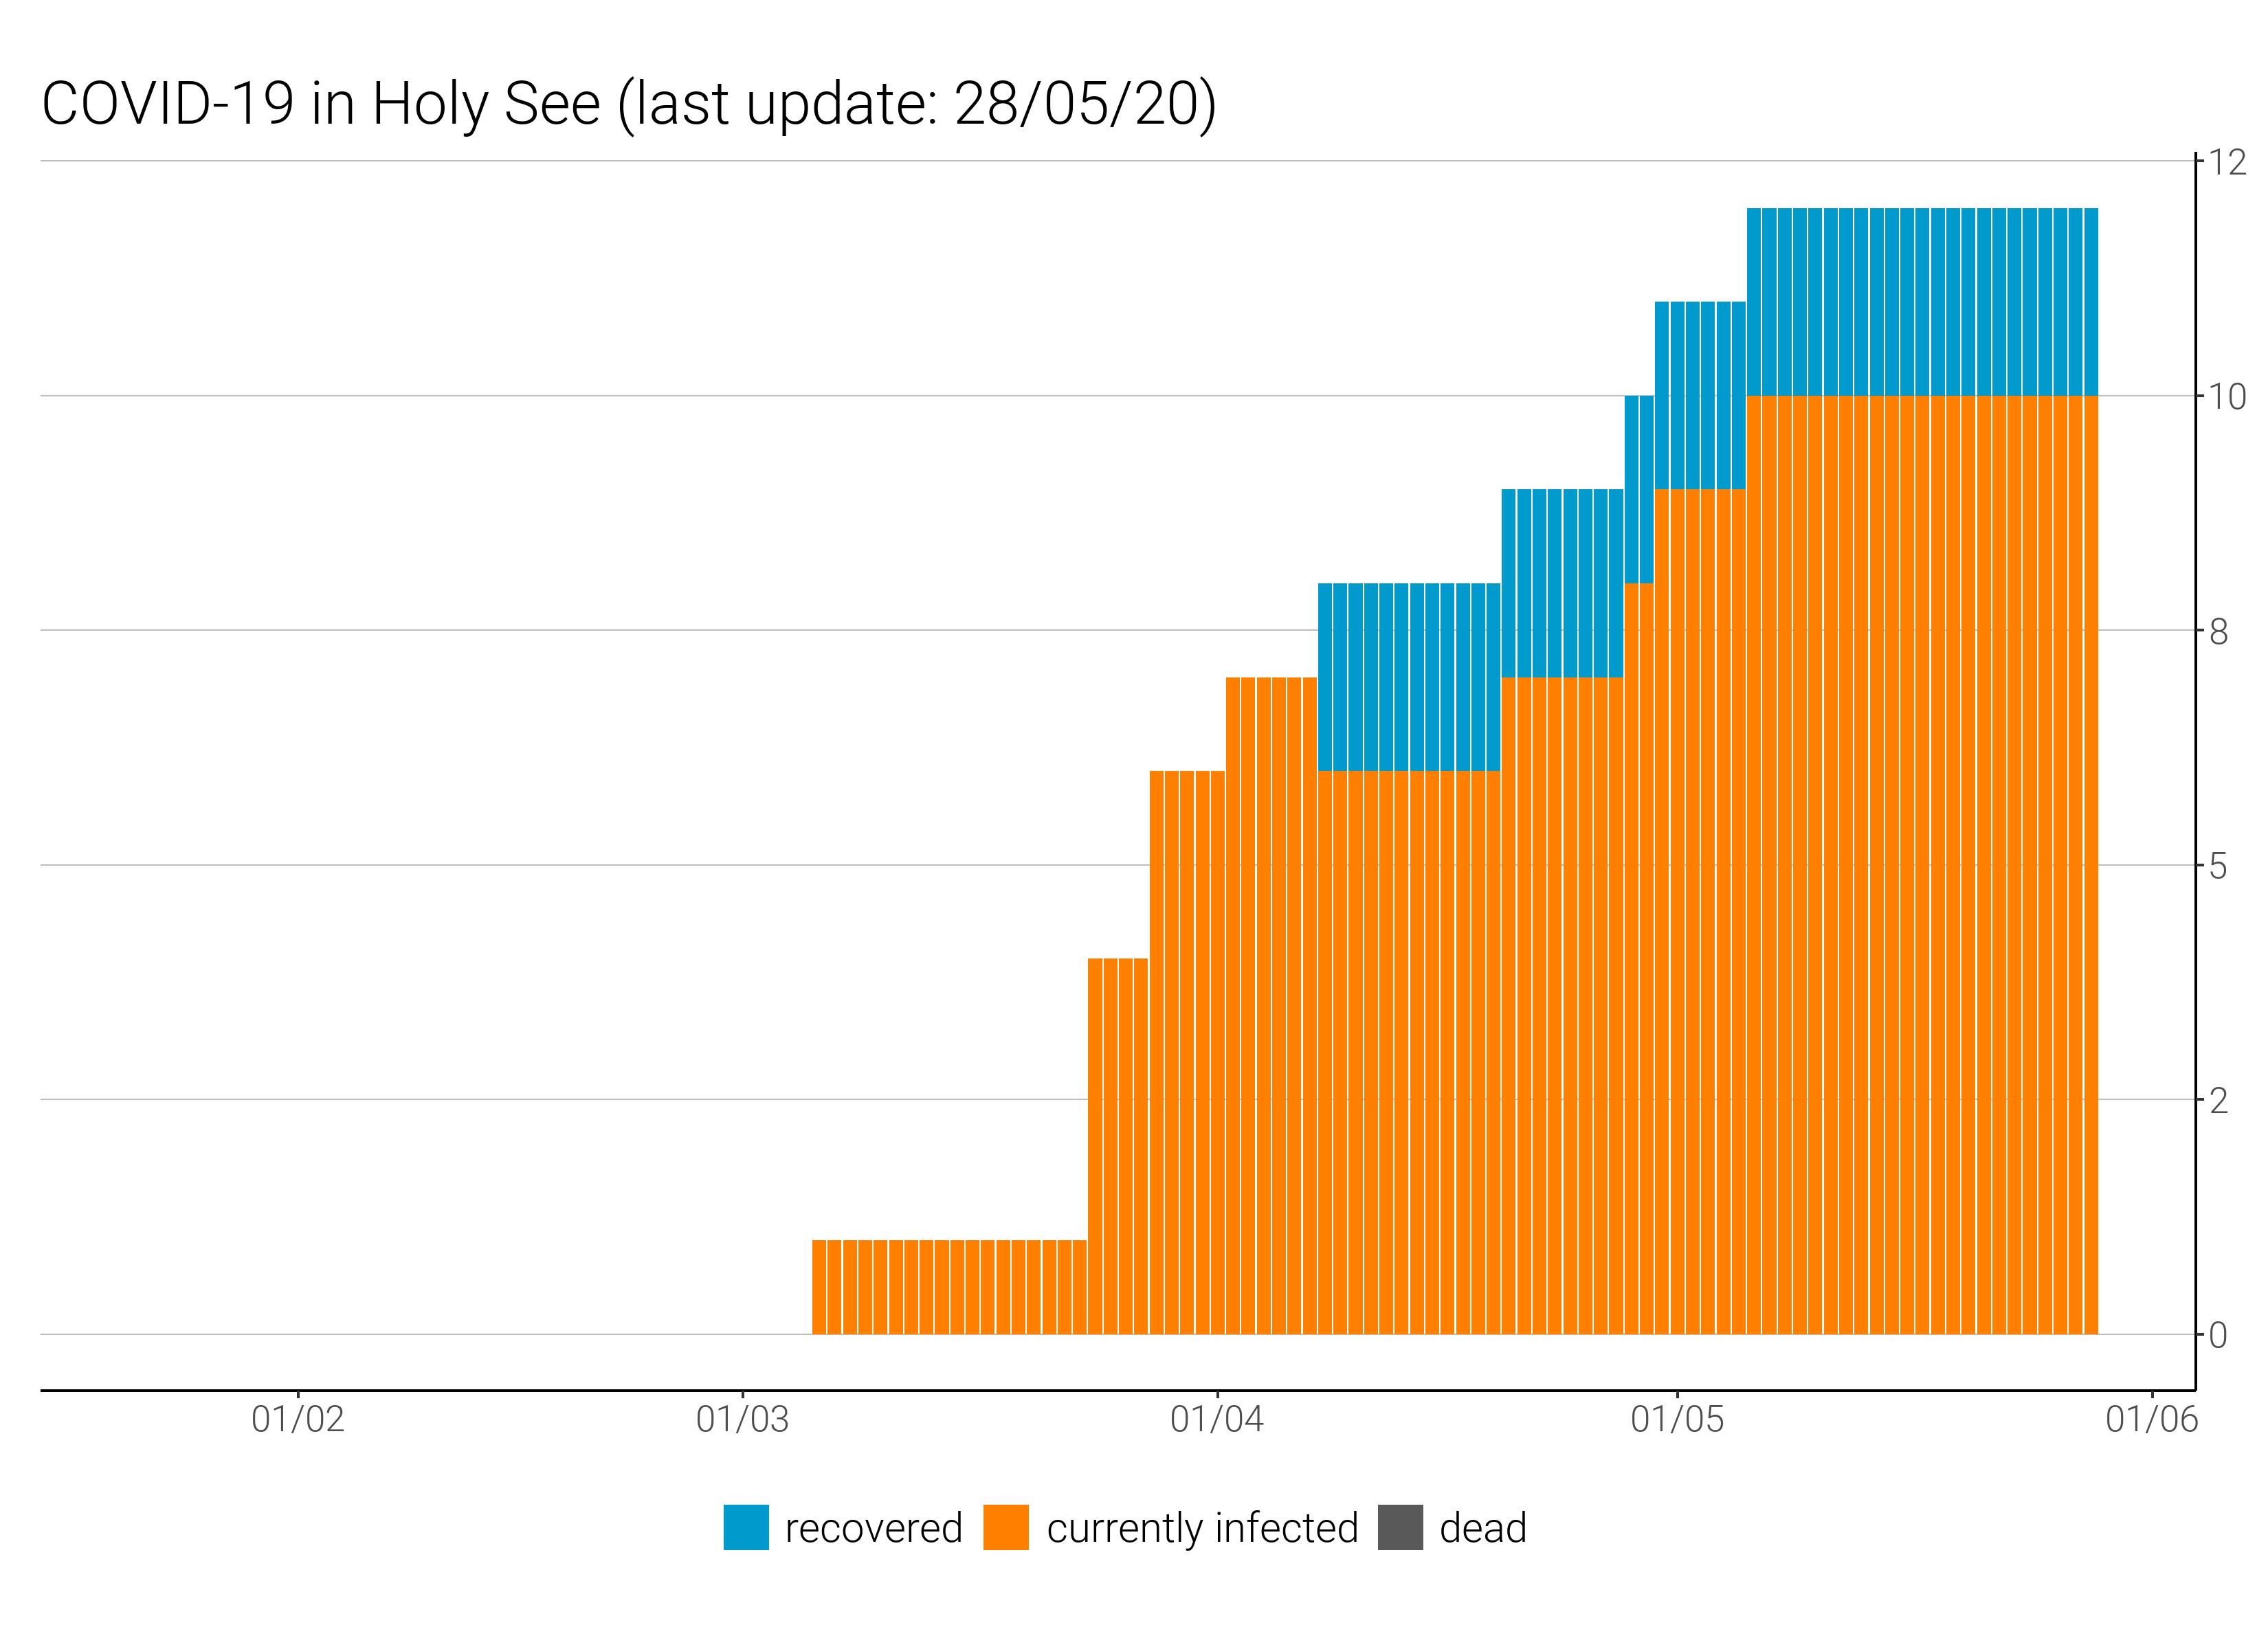 COVID-19 in Holy See (last update: 28/05/20)
12
10
8
5
2
0
01/02 01/03 01/04 01/05 01/06
recovered currently infected dead